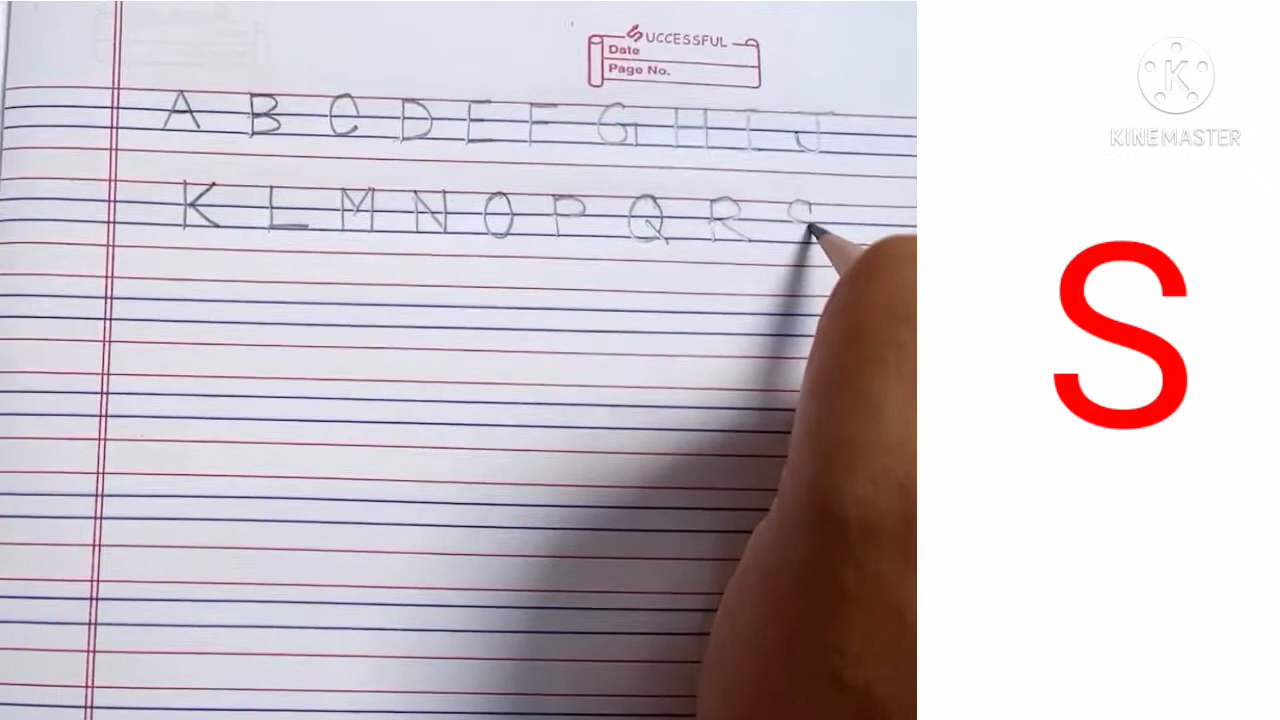 SUCCESSFUL
Date
Page No.
A B C D E F G H I J
K L M N O P Q R S
K
KINEMASTER
S